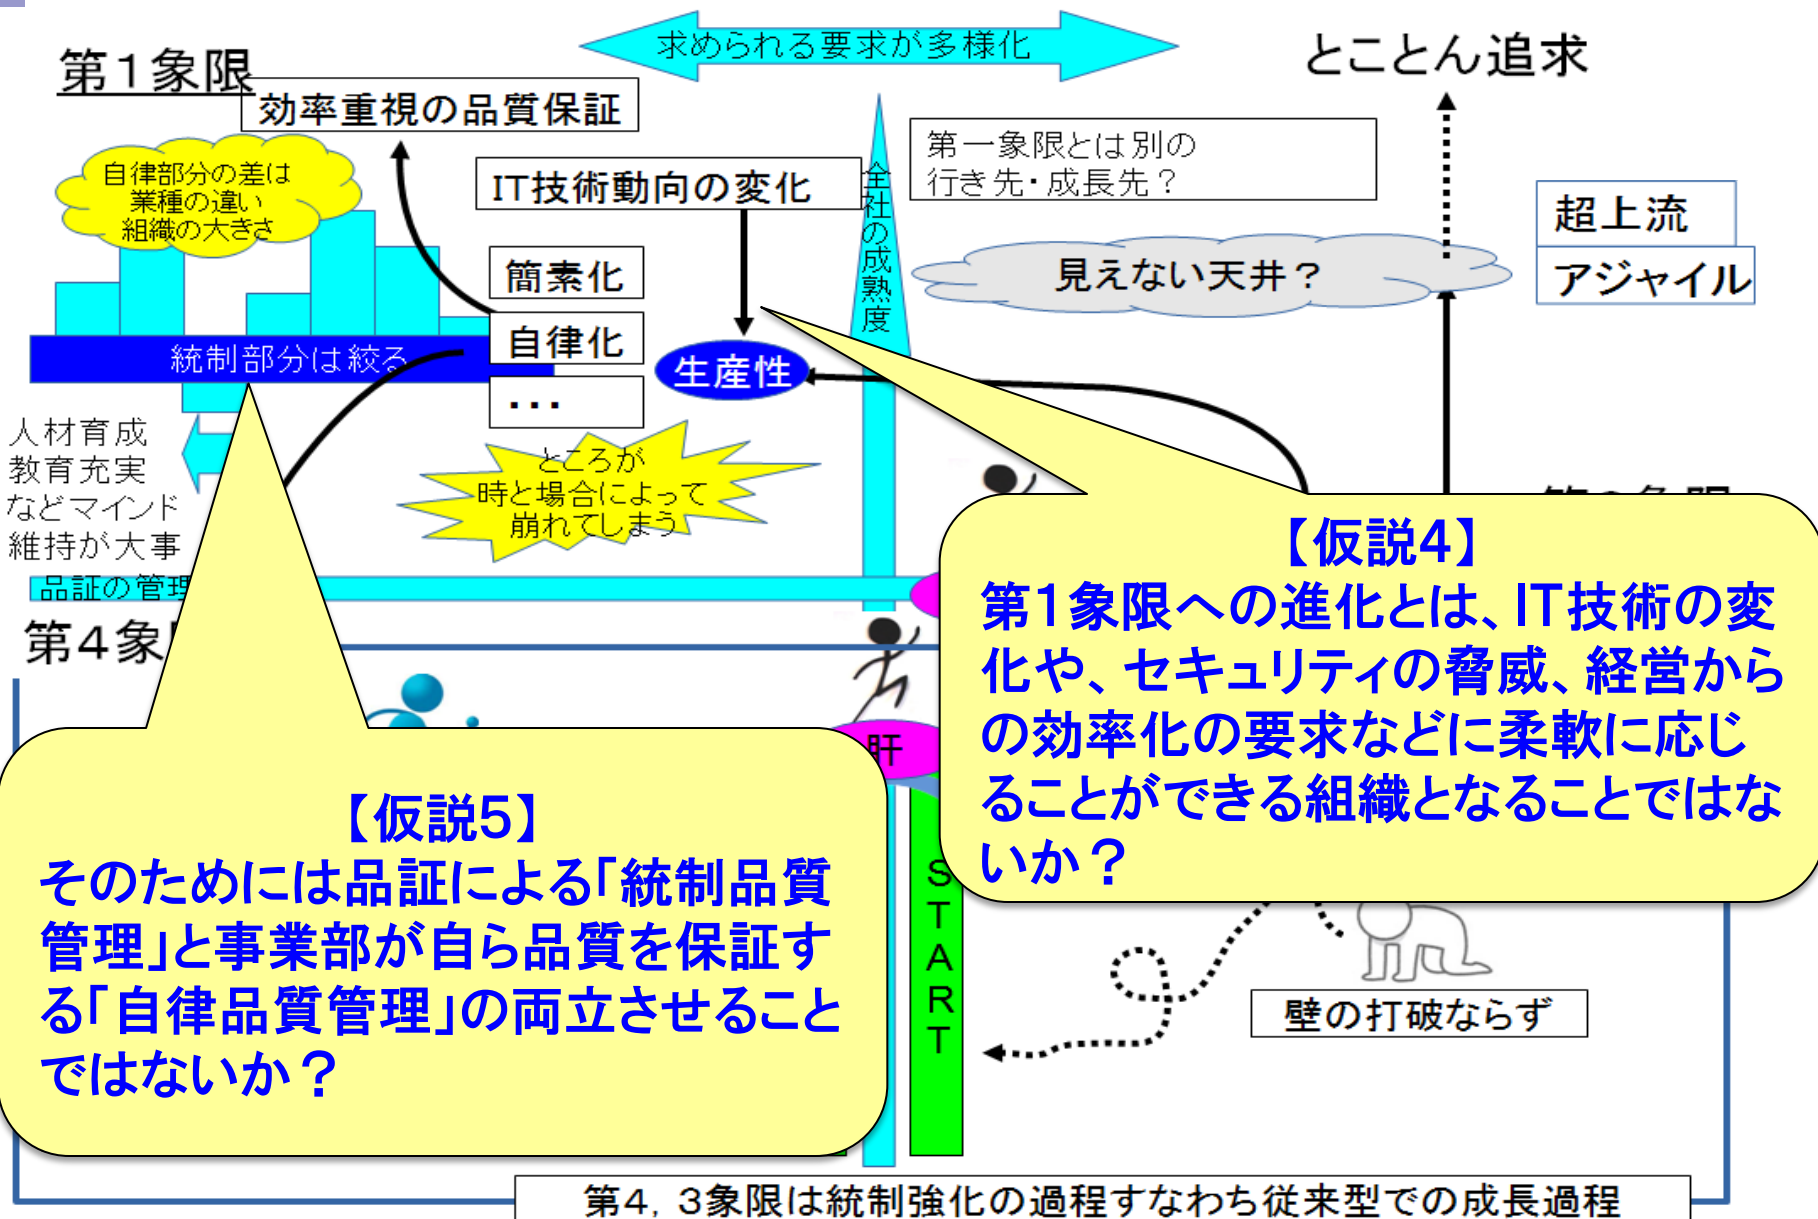 求められる要求が多様化
とことん追求
第1象限
効率重視の品質保証
第一象限とは別の
行き先・成長先?
IT技術動向の変化
全社の成熟度
自律部分の差は
業種の違い
組織の大きさ
超上流
アジャイル
見えない天井?
簡素化
自律化
・・・
統制部分は絞る
生産性
人材育成
教育充実
などマインド
維持が大事
ところが
時と場合によって
崩れてしまう
品証の管理
第4象
【仮説4】
第1象限への進化とは、IT技術の変
化や、セキュリティの脅威、経営から
の効率化の要求などに柔軟に応じ
ることができる組織となることではな
いか?
肝
【仮説5】
そのためには品証による「統制品質
管理」と事業部が自ら品質を保証す
る「自律品質管理」の両立させること
ではないか?
START
壁の打破ならず
第4，3象限は統制強化の過程すなわち従来型での成長過程